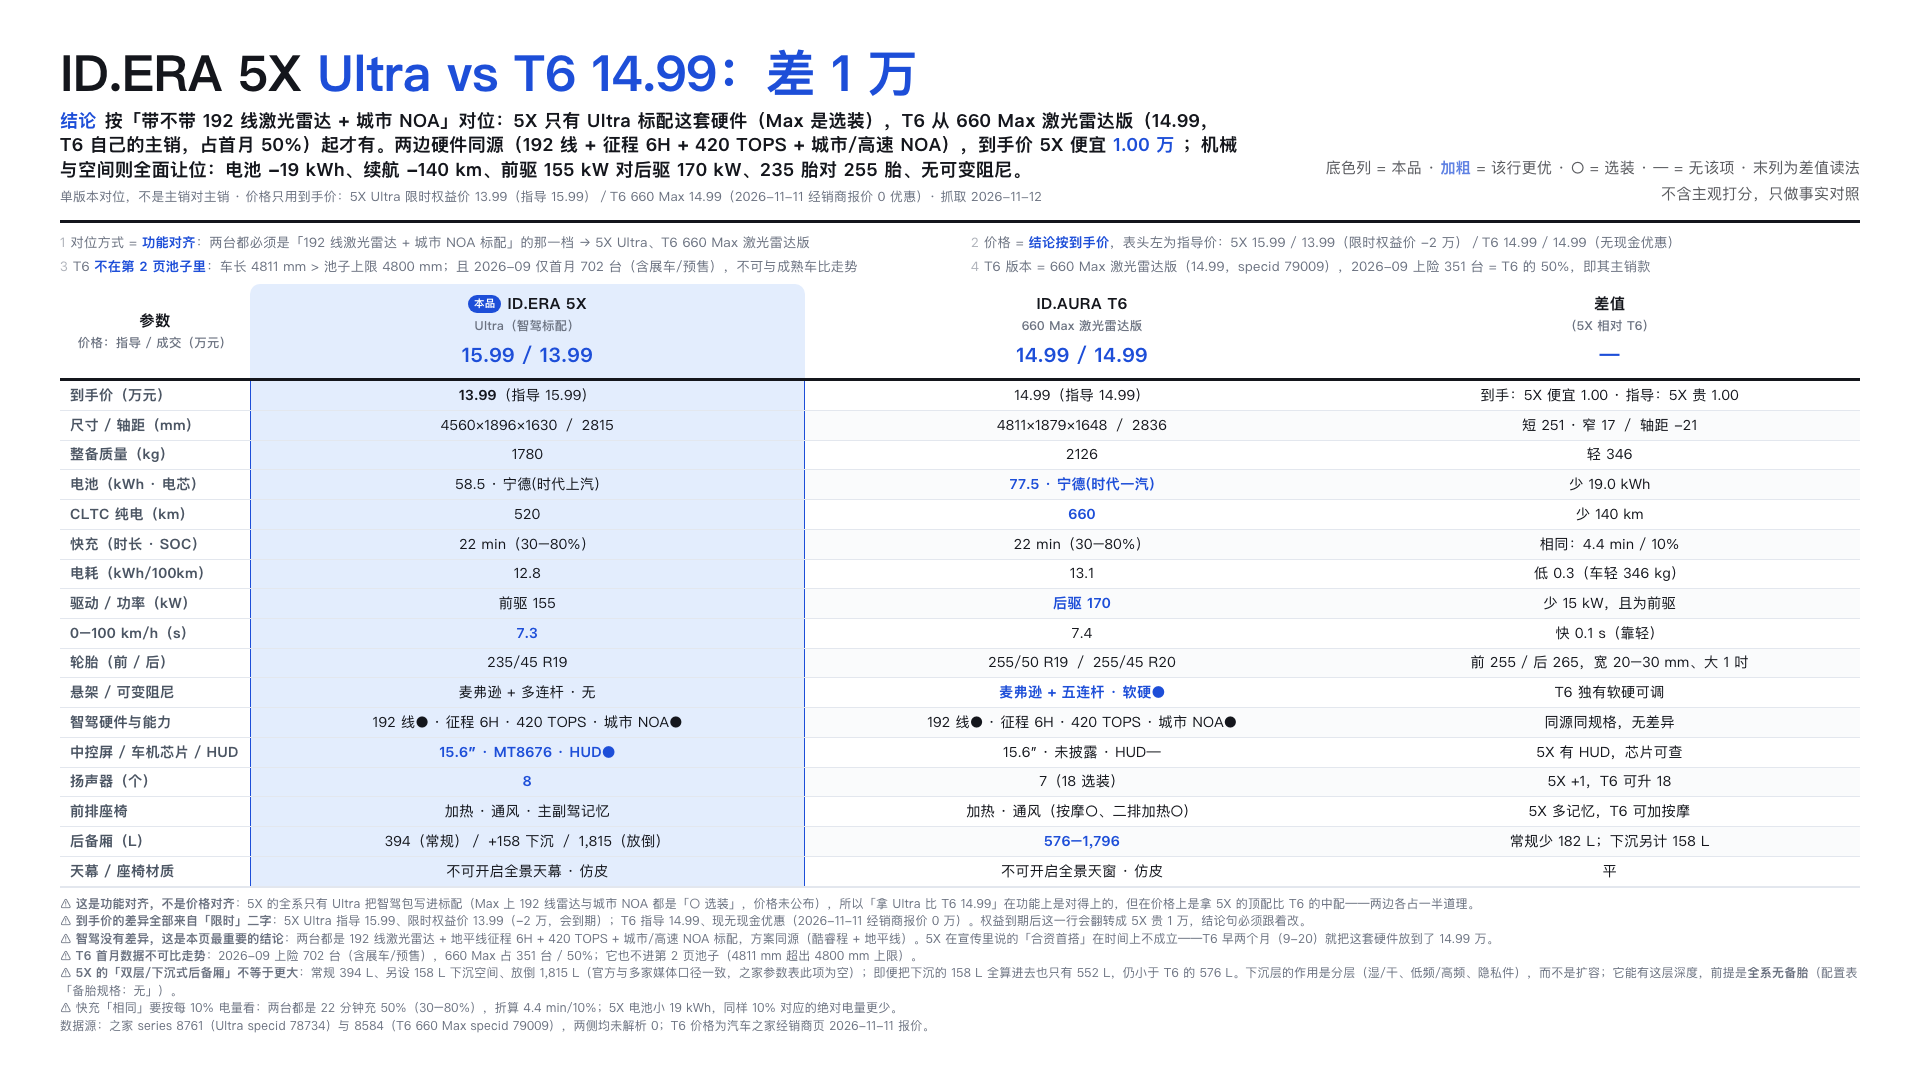 ID.ERA 5X Ultra vs T6 14.99：差 1 万
结论 按「带不带 192 线激光雷达 + 城市 NOA」对位：5X 只有 Ultra 标配这套硬件（Max 是选装），T6 从 660 Max 激光雷达版（14.99，
T6 自己的主销，占首月 50%）起才有。两边硬件同源（192 线 + 征程 6H + 420 TOPS + 城市/高速 NOA），到手价 5X 便宜 1.00 万 ；机械
与空间则全面让位：电池 −19 kWh、续航 −140 km、前驱 155 kW 对后驱 170 kW、235 胎对 255 胎、无可变阻尼。
单版本对位，不是主销对主销 · 价格只用到手价：5X Ultra 限时权益价 13.99（指导 15.99） / T6 660 Max 14.99（2026-11-11 经销商报价 0 优惠）· 抓取 2026-11-12
底色列 = 本品 · 加粗 = 该行更优 · 〇 = 选装 · — = 无该项 · 末列为差值读法
不含主观打分，只做事实对照
1 对位方式 = 功能对齐：两台都必须是「192 线激光雷达 + 城市 NOA 标配」的那一档 → 5X Ultra、T6 660 Max 激光雷达版
2 价格 = 结论按到手价，表头左为指导价：5X 15.99 / 13.99（限时权益价 −2 万） / T6 14.99 / 14.99（无现金优惠）
3 T6 不在第 2 页池子里：车长 4811 mm > 池子上限 4800 mm；且 2026-09 仅首月 702 台（含展车/预售），不可与成熟车比走势
4 T6 版本 = 660 Max 激光雷达版（14.99，specid 79009），2026-09 上险 351 台 = T6 的 50%，即其主销款
参数
价格：指导 / 成交（万元）
本品 ID.ERA 5X
Ultra（智驾标配）
15.99 / 13.99
ID.AURA T6
660 Max 激光雷达版
14.99 / 14.99
差值
（5X 相对 T6）
—
到手价（万元） 13.99（指导 15.99） 14.99（指导 14.99） 到手：5X 便宜 1.00 · 指导：5X 贵 1.00
尺寸 / 轴距（mm） 4560×1896×1630 / 2815 4811×1879×1648 / 2836 短 251 · 窄 17 / 轴距 −21
整备质量（kg） 1780 2126 轻 346
电池（kWh · 电芯） 58.5 · 宁德(时代上汽) 77.5 · 宁德(时代一汽) 少 19.0 kWh
CLTC 纯电（km） 520 660 少 140 km
快充（时长 · SOC） 22 min（30–80%） 22 min（30–80%） 相同：4.4 min / 10%
电耗（kWh/100km） 12.8 13.1 低 0.3（车轻 346 kg）
驱动 / 功率（kW） 前驱 155 后驱 170 少 15 kW，且为前驱
0–100 km/h（s） 7.3 7.4 快 0.1 s（靠轻）
轮胎（前 / 后） 235/45 R19 255/50 R19 / 255/45 R20 前 255 / 后 265，宽 20–30 mm、大 1 吋
悬架 / 可变阻尼 麦弗逊 + 多连杆 · 无 麦弗逊 + 五连杆 · 软硬● T6 独有软硬可调
智驾硬件与能力 192 线● · 征程 6H · 420 TOPS · 城市 NOA● 192 线● · 征程 6H · 420 TOPS · 城市 NOA● 同源同规格，无差异
中控屏 / 车机芯片 / HUD 15.6″ · MT8676 · HUD● 15.6″ · 未披露 · HUD— 5X 有 HUD，芯片可查
扬声器（个） 8 7（18 选装） 5X +1，T6 可升 18
前排座椅 加热 · 通风 · 主副驾记忆 加热 · 通风（按摩〇、二排加热〇） 5X 多记忆，T6 可加按摩
后备厢（L） 394（常规） / +158 下沉 / 1,815（放倒） 576–1,796 常规少 182 L；下沉另计 158 L
天幕 / 座椅材质 不可开启全景天幕 · 仿皮 不可开启全景天窗 · 仿皮 平
⚠ 这是功能对齐，不是价格对齐：5X 的全系只有 Ultra 把智驾包写进标配（Max 上 192 线雷达与城市 NOA 都是「〇 选装」，价格未公布），所以「拿 Ultra 比 T6 14.99」在功能上是对得上的，但在价格上是拿 5X 的顶配比 T6 的中配——两边各占一半道理。
⚠ 到手价的差异全部来自「限时」二字：5X Ultra 指导 15.99、限时权益价 13.99（−2 万，会到期）；T6 指导 14.99、现无现金优惠（2026-11-11 经销商报价 0 万）。权益到期后这一行会翻转成 5X 贵 1 万，结论句必须跟着改。
⚠ 智驾没有差异，这是本页最重要的结论：两台都是 192 线激光雷达 + 地平线征程 6H + 420 TOPS + 城市/高速 NOA 标配，方案同源（酷睿程 + 地平线）。5X 在宣传里说的「合资首搭」在时间上不成立——T6 早两个月（9-20）就把这套硬件放到了 14.99 万。
⚠ T6 首月数据不可比走势：2026-09 上险 702 台（含展车/预售），660 Max 占 351 台 / 50%；它也不进第 2 页池子（4811 mm 超出 4800 mm 上限）。
⚠ 5X 的「双层/下沉式后备厢」不等于更大：常规 394 L、另设 158 L 下沉空间、放倒 1,815 L（官方与多家媒体口径一致，之家参数表此项为空）；即便把下沉的 158 L 全算进去也只有 552 L，仍小于 T6 的 576 L。下沉层的作用是分层（湿/干、低频/高频、隐私件），而不是扩容；它能有这层深度，前提是全系无备胎（配置表
「备胎规格：无」）。
⚠ 快充「相同」要按每 10% 电量看：两台都是 22 分钟充 50%（30–80%），折算 4.4 min/10%；5X 电池小 19 kWh，同样 10% 对应的绝对电量更少。
数据源：之家 series 8761（Ultra specid 78734）与 8584（T6 660 Max specid 79009），两侧均未解析 0；T6 价格为汽车之家经销商页 2026-11-11 报价。